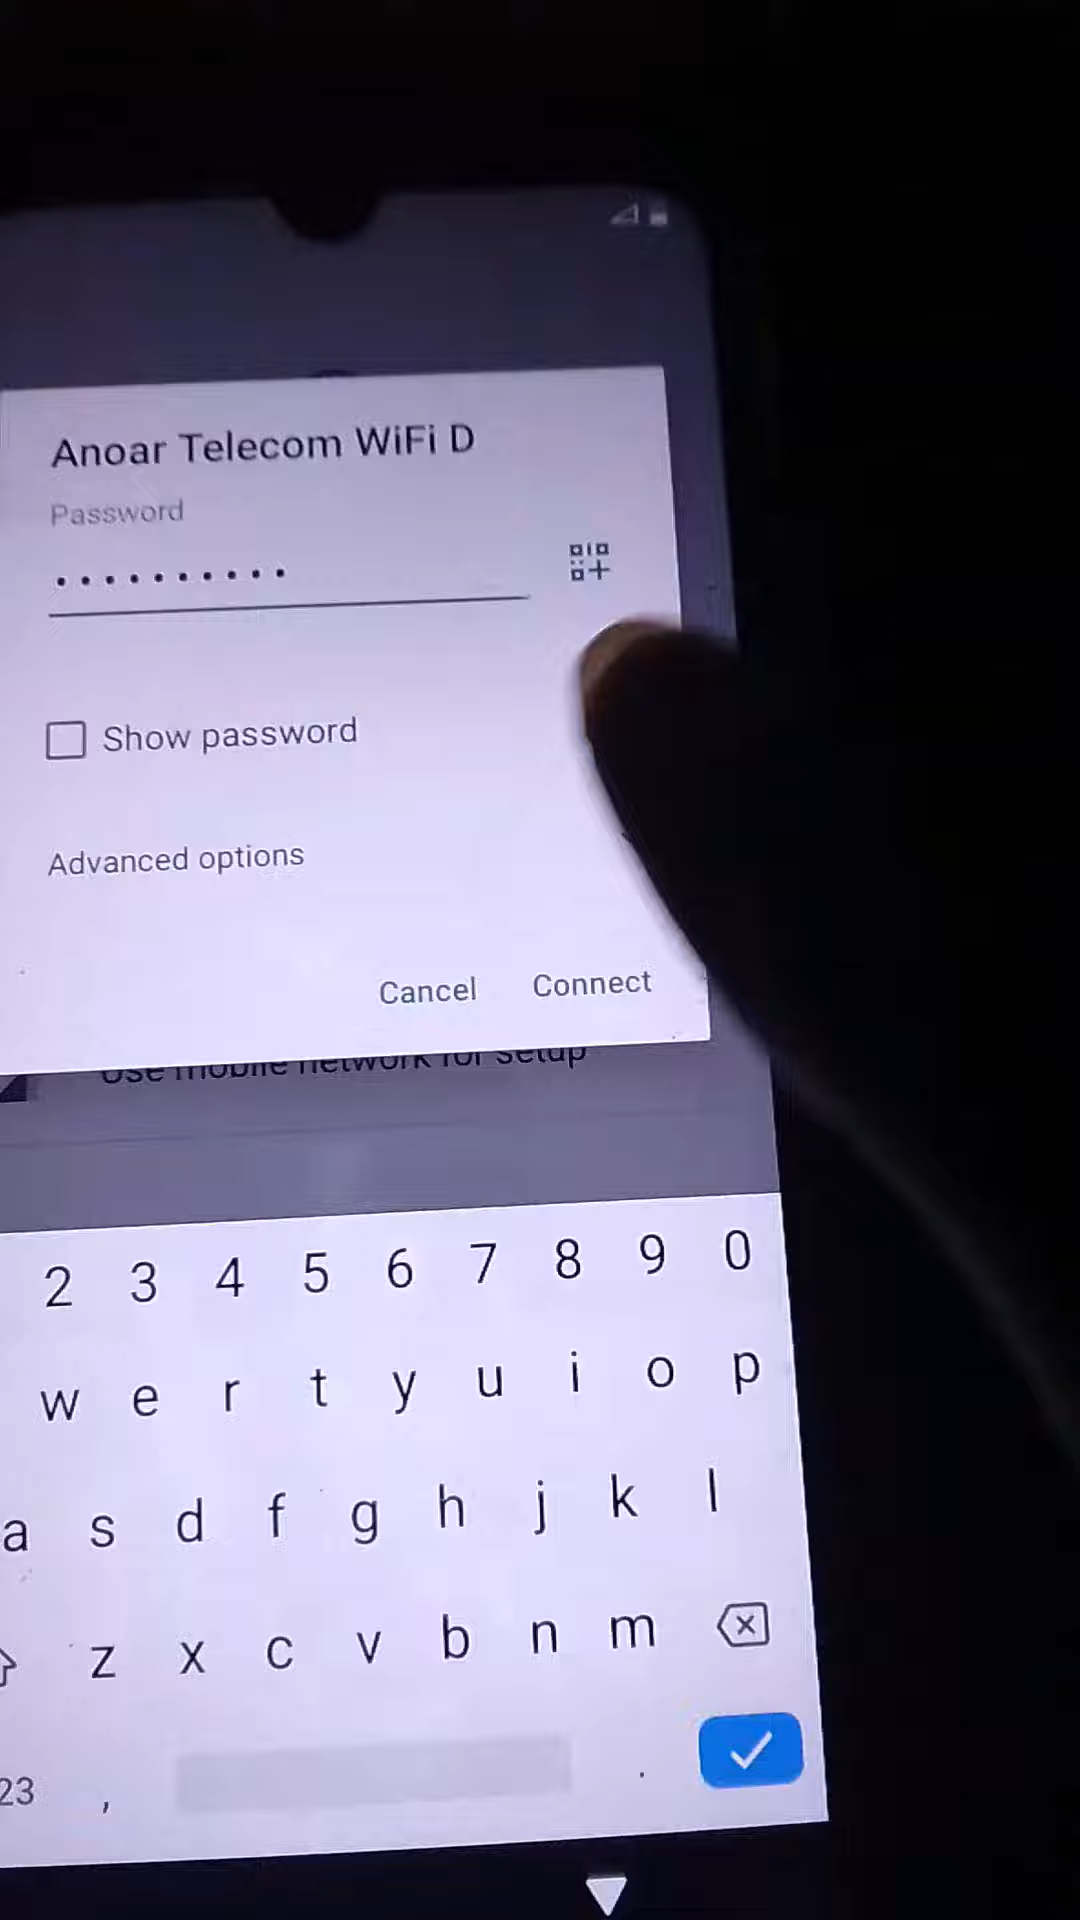 Anoar Telecom WiFi D
Password
••••••••••
Show password
Advanced options
Cancel Connect
Use mobile network for setup
2 3 4 5 6 7 8 9 0
w e r t y u i o p
a s d f g h j k l
z x c v b n m
23 , .